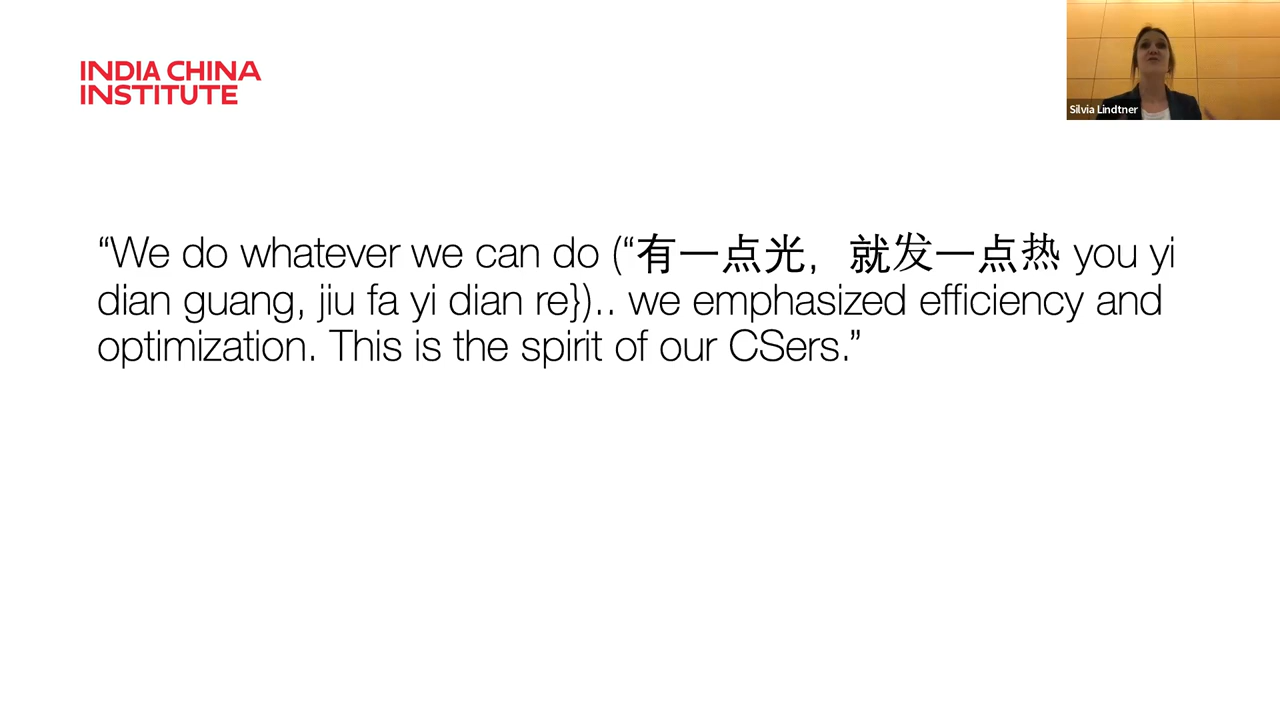 INDIA CHINA
INSTITUTE
Silvia Lindtner
“We do whatever we can do (“有一点光，就发一点热 you yi
dian guang, jiu fa yi dian re}).. we emphasized efficiency and
optimization. This is the spirit of our CSers.”